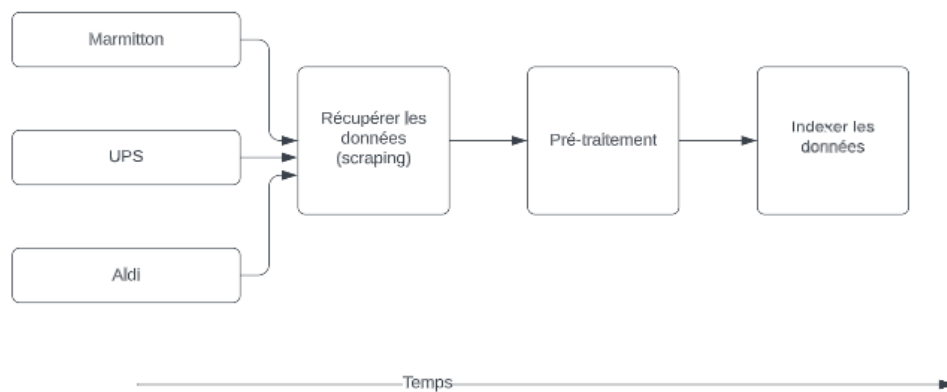 Marmitton
UPS
Aldi
Récupérer les
données
(scraping)
Pré-traitement
Indexer les
données
Temps